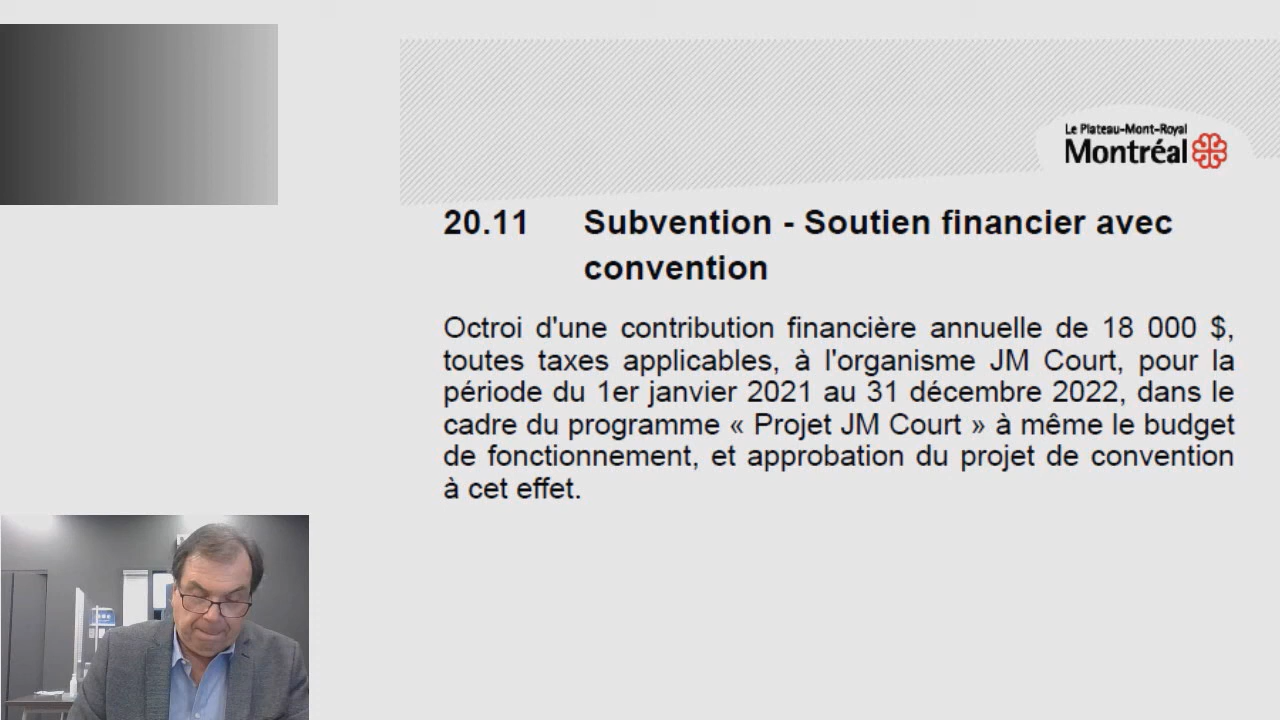 Le Plateau-Mont-Royal
Montréal
20.11 Subvention - Soutien financier avec
convention
Octroi d'une contribution financière annuelle de 18 000 $,
toutes taxes applicables, à l'organisme JM Court, pour la
période du 1er janvier 2021 au 31 décembre 2022, dans le
cadre du programme « Projet JM Court » à même le budget
de fonctionnement, et approbation du projet de convention
à cet effet.